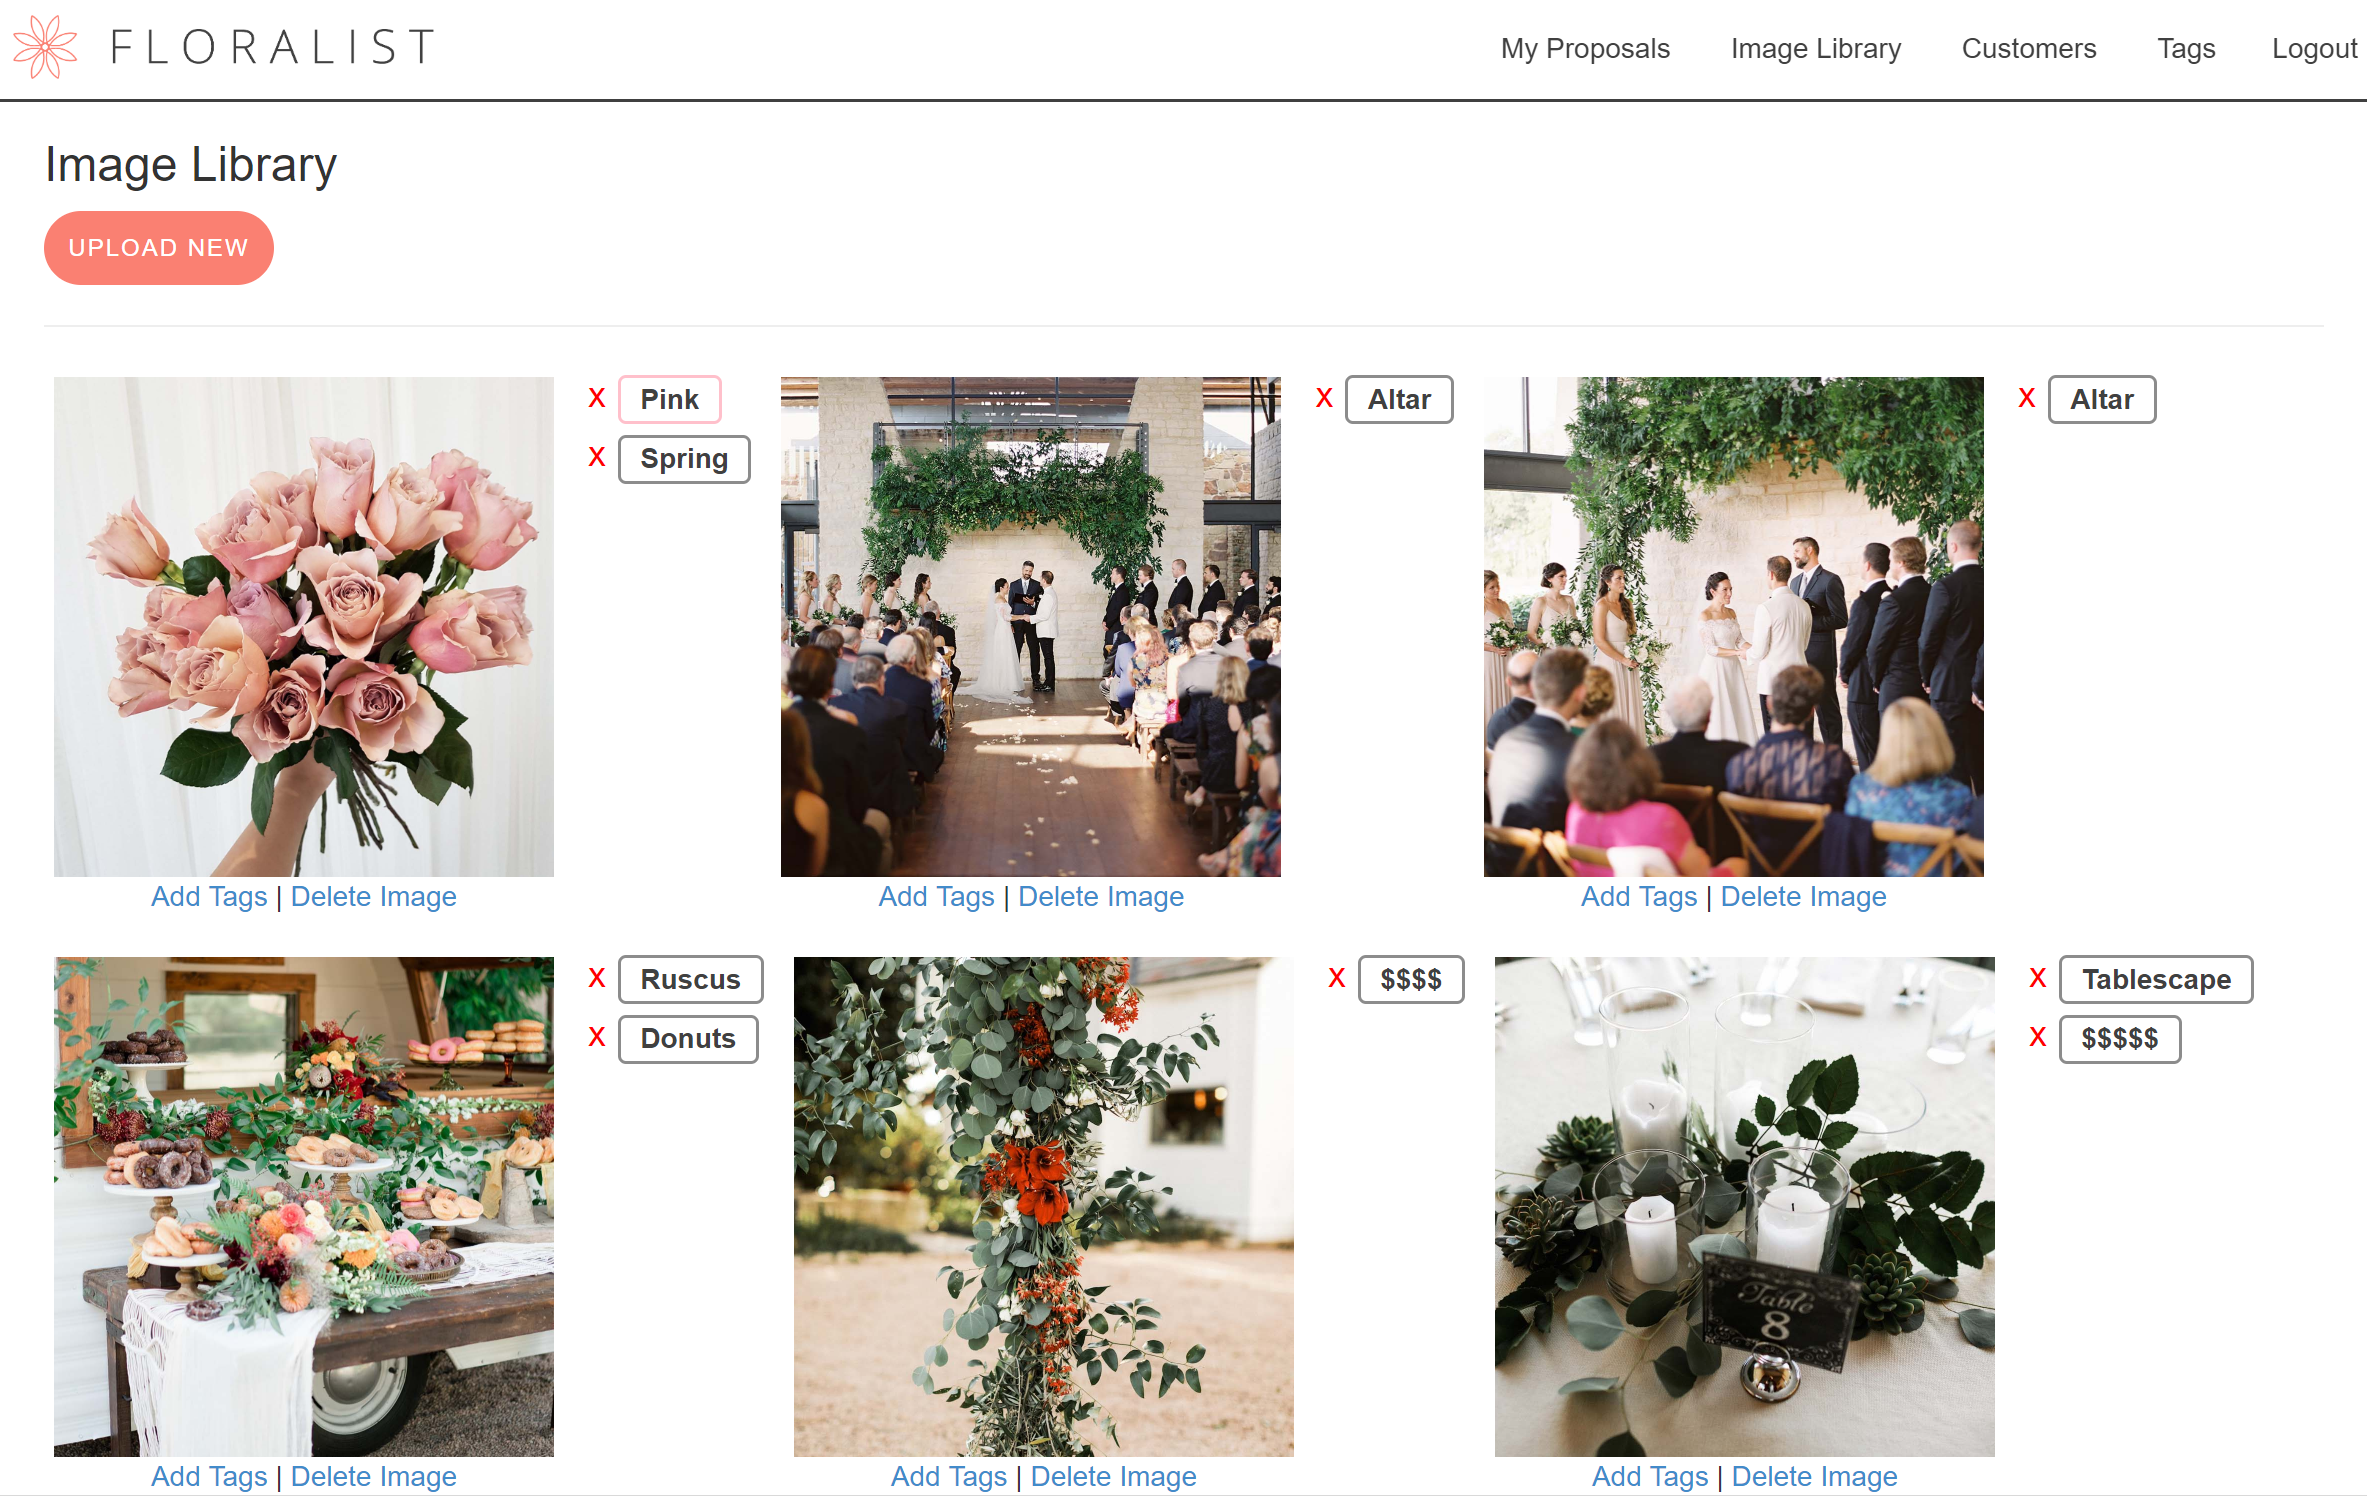 FLORALIST
My Proposals Image Library Customers Tags Logout
Image Library
UPLOAD NEW
X Pink
X Spring
X Altar
X Altar
Add Tags | Delete Image
Add Tags | Delete Image
Add Tags | Delete Image
X Ruscus
X Donuts
X $$$$
X Tablescape
X $$$$$
Table
8
Add Tags | Delete Image
Add Tags | Delete Image
Add Tags | Delete Image